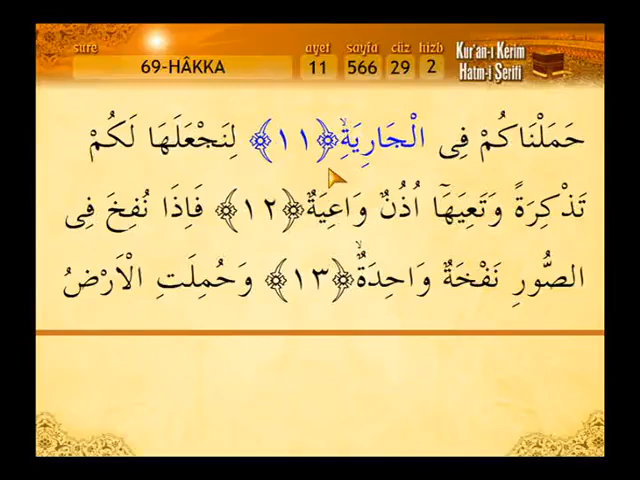 sure ayet sayfa cüz hizb
69-HÂKKA 11 566 29 2
Kur'an-ı Kerim
Hatm-i Şerifi
حَمَلْنَاكُمْ فِى الْجَارِيَةِۙ ﴿١١﴾ لِنَجْعَلَهَا لَكُمْ
تَذْكِرَةً وَتَعِيَهَٓا اُذُنٌ وَاعِيَةٌ ﴿١٢﴾ فَاِذَا نُفِخَ فِى
الصُّورِ نَفْخَةٌ وَاحِدَةٌۙ ﴿١٣﴾ وَحُمِلَتِ الْاَرْضُ